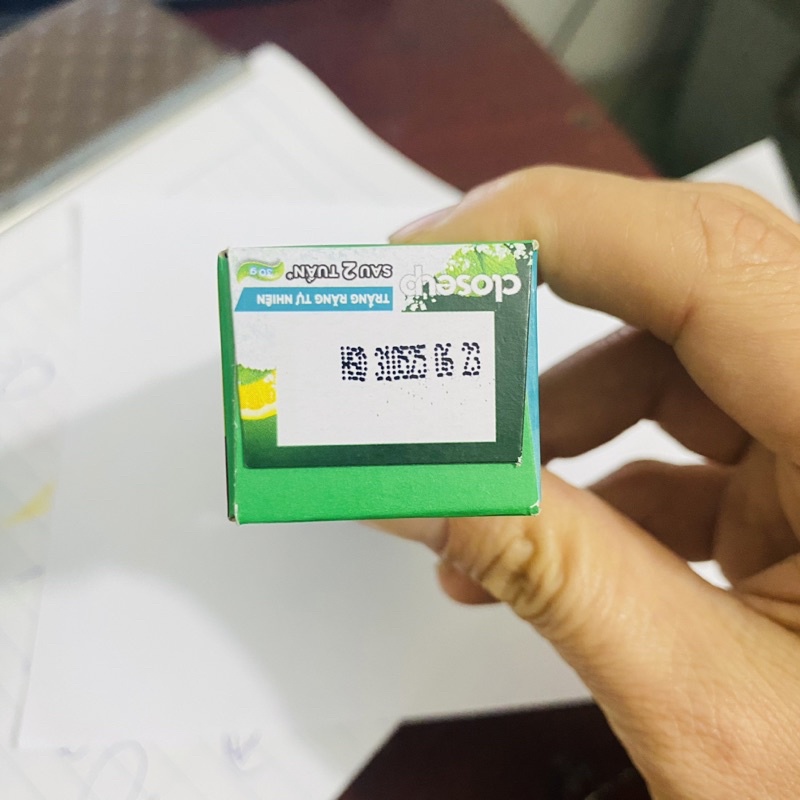 closeup
TRẮNG RĂNG TỰ NHIÊN
SAU 2 TUẦN*
30 g
HSD 310525 06 23